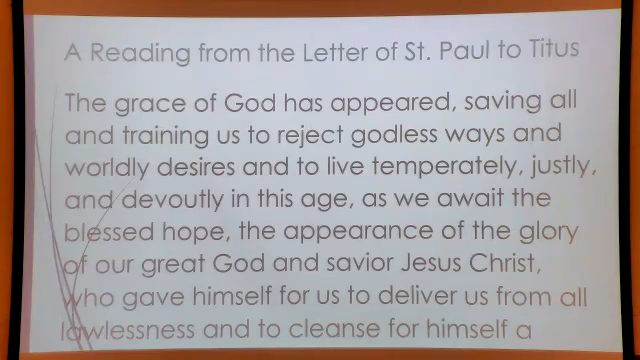 A Reading from the Letter of St. Paul to Titus
The grace of God has appeared, saving all
and training us to reject godless ways and
worldly desires and to live temperately, justly,
and devoutly in this age, as we await the
blessed hope, the appearance of the glory
of our great God and savior Jesus Christ,
who gave himself for us to deliver us from all
lawlessness and to cleanse for himself a